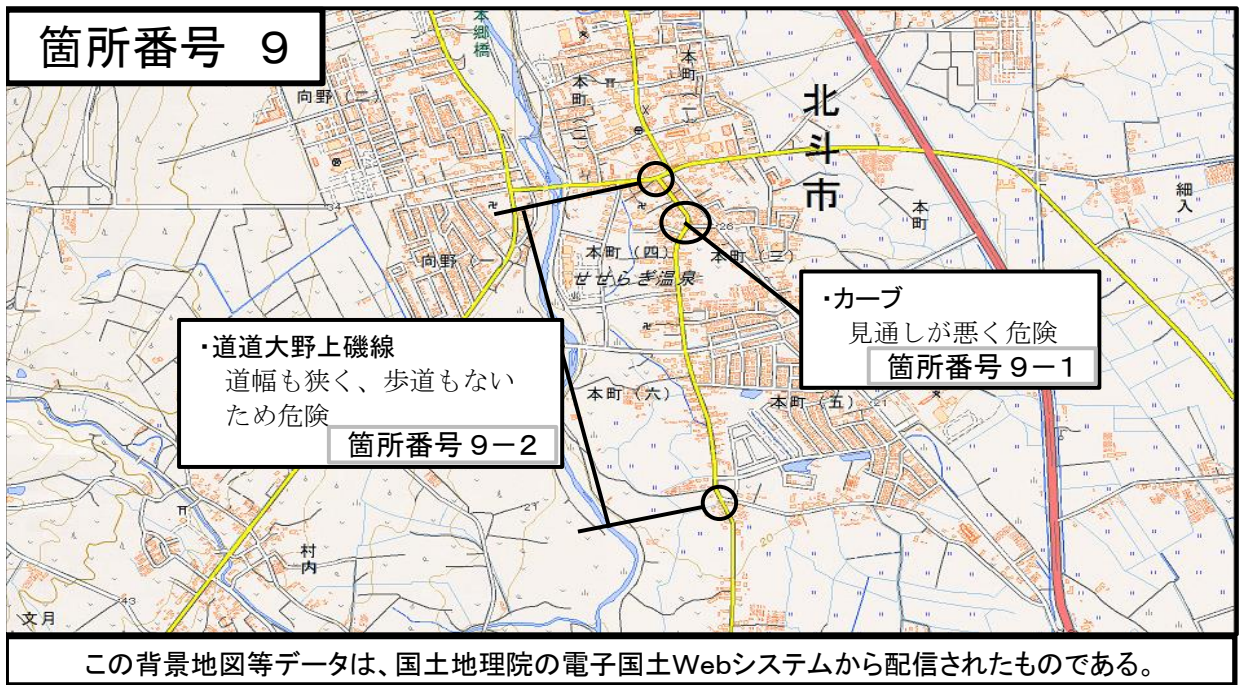 箇所番号 9
本郷橋
向野(二)
本町(二)
本町(一)
北斗市
細入
本町
34
向野(一)
本町(四)
26
本町(三)
せせらぎ温泉
・カーブ
見通しが悪く危険
箇所番号9-1
・道道大野上磯線
道幅も狭く、歩道もない
ため危険
箇所番号9-2
本町(六)
本町(五)
21
21
20
村内
43
文月
この背景地図等データは、国土地理院の電子国土Webシステムから配信されたものである。